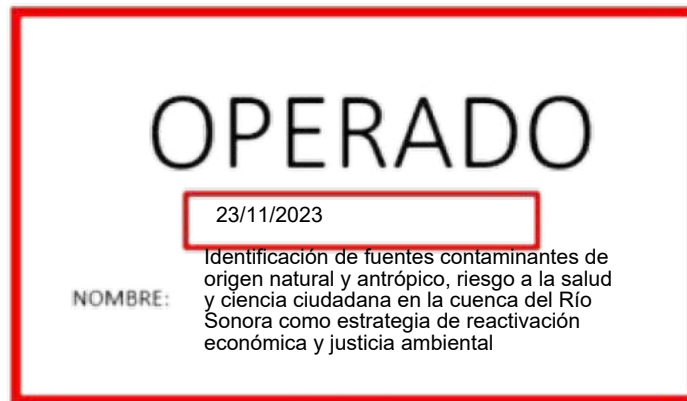 OPERADO
23/11/2023
Identificación de fuentes contaminantes de
origen natural y antrópico, riesgo a la salud
NOMBRE: y ciencia ciudadana en la cuenca del Río
Sonora como estrategia de reactivación
económica y justicia ambiental